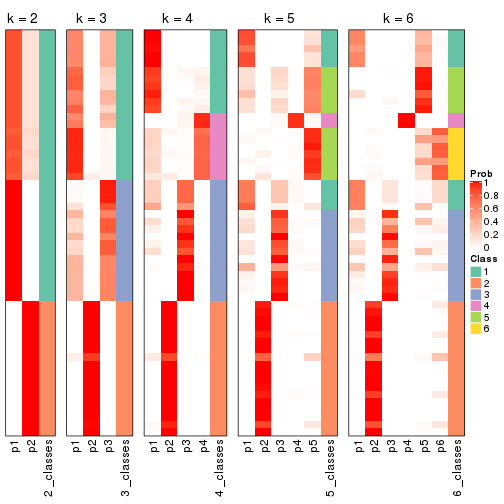 k = 2
k = 3
k = 4
k = 5
k = 6
Prob
1
0.8
0.6
0.4
0.2
0
Class
1
2
3
4
5
6
p1
p2
2_classes
p1
p2
p3
3_classes
p1
p2
p3
p4
4_classes
p1
p2
p3
p4
p5
5_classes
p1
p2
p3
p4
p5
p6
6_classes